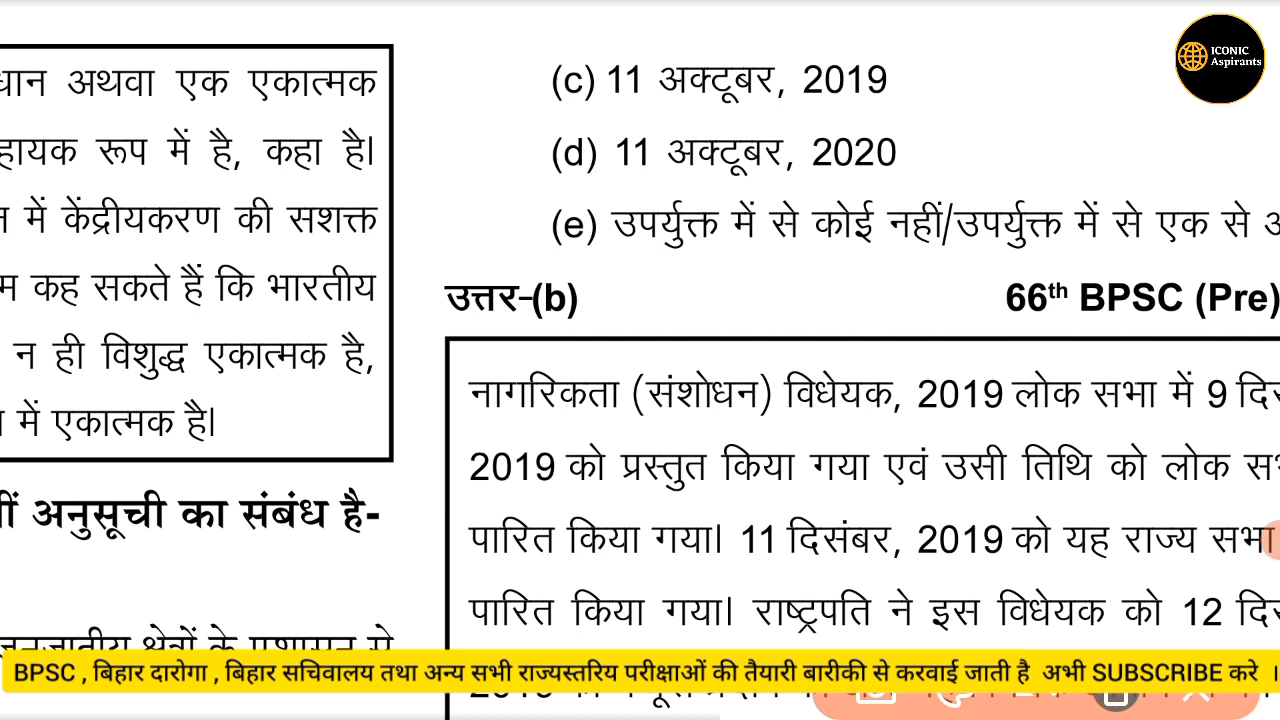 धान अथवा एक एकात्मक
हायक रूप में है, कहा है।
में केंद्रीयकरण की सशक्त
म कह सकते हैं कि भारतीय
न ही विशुद्ध एकात्मक है,
में एकात्मक है।
अनुसूची का संबंध है-
(c) 11 अक्टूबर, 2019
(d) 11 अक्टूबर, 2020
(e) उपर्युक्त में से कोई नहीं/उपर्युक्त में से एक से
उत्तर-(b) 66th BPSC (Pre)
नागरिकता (संशोधन) विधेयक, 2019 लोक सभा में 9
2019 को प्रस्तुत किया गया एवं उसी तिथि को लोक
पारित किया गया। 11 दिसंबर, 2019 को यह राज्य सभा
पारित किया गया। राष्ट्रपति ने इस विधेयक को 12
ICONIC
Aspirants
BPSC , बिहार दारोगा , बिहार सचिवालय तथा अन्य सभी राज्यस्तरिय परीक्षाओं की तैयारी बारीकी से करवाई जाती है अभी SUBSCRIBE करे ।